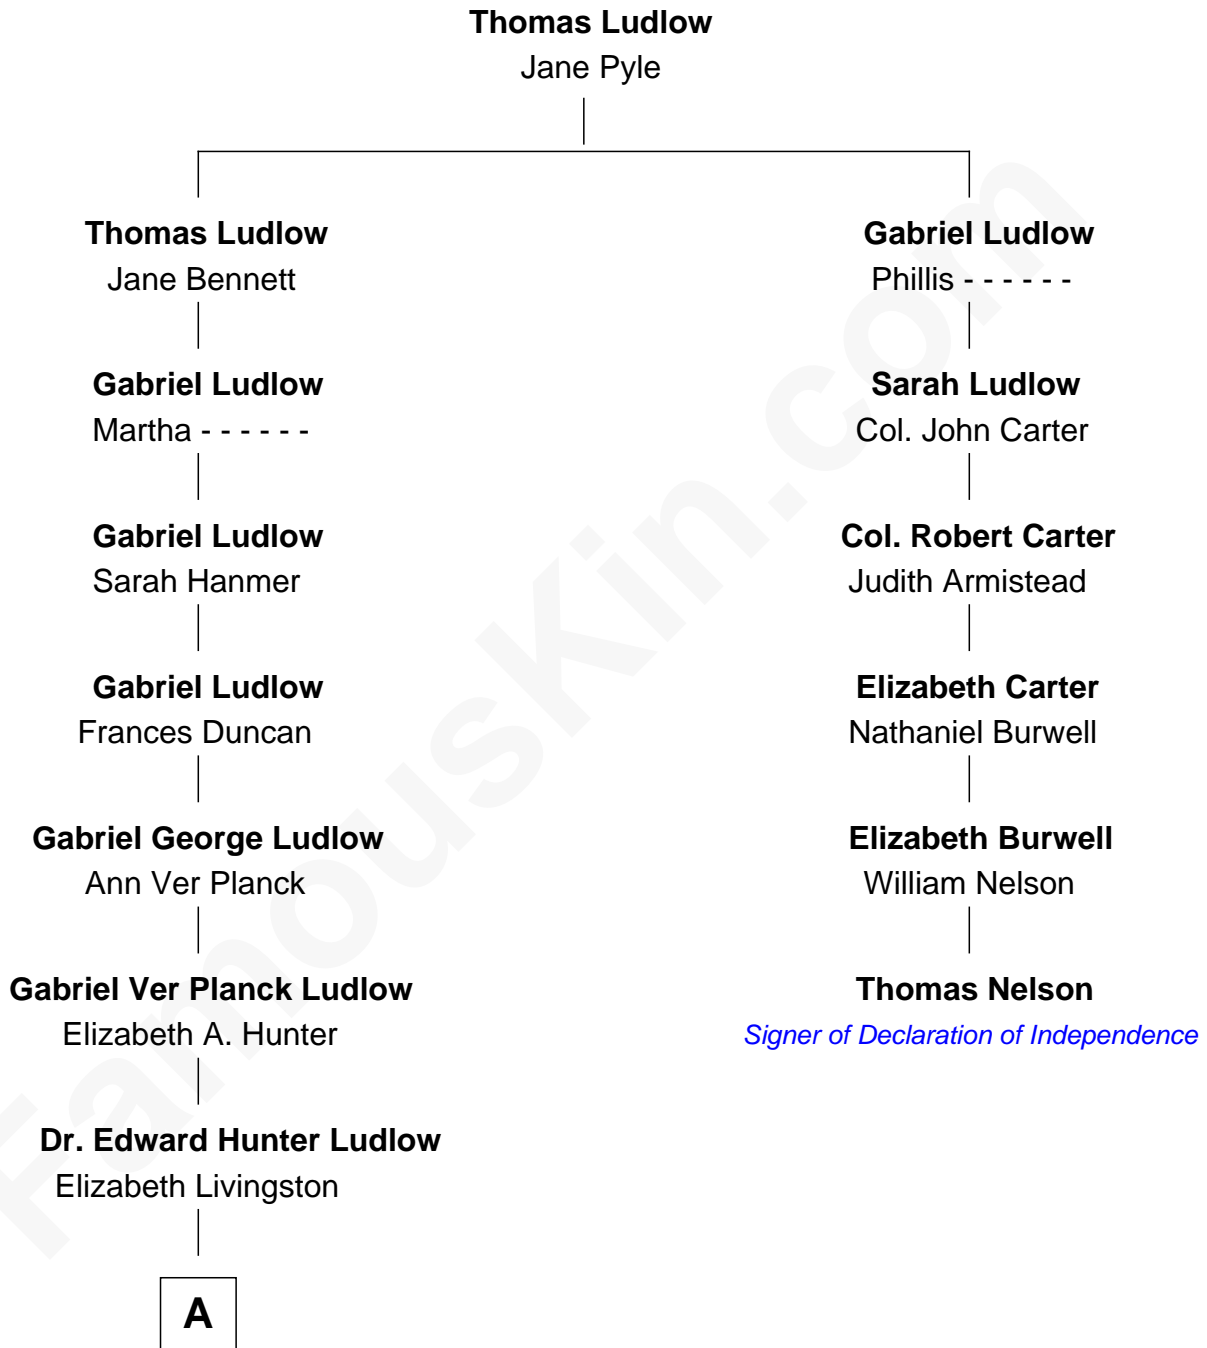 Thomas Ludlow
Jane Pyle
Thomas Ludlow
Jane Bennett
Gabriel Ludlow
Martha - - - - - -
Gabriel Ludlow
Sarah Hanmer
Gabriel Ludlow
Frances Duncan
Gabriel George Ludlow
Ann Ver Planck
Gabriel Ver Planck Ludlow
Elizabeth A. Hunter
Dr. Edward Hunter Ludlow
Elizabeth Livingston
A
Gabriel Ludlow
Phillis - - - - - -
Sarah Ludlow
Col. John Carter
Col. Robert Carter
Judith Armistead
Elizabeth Carter
Nathaniel Burwell
Elizabeth Burwell
William Nelson
Thomas Nelson
Signer of Declaration of Independence
FamousKin.com